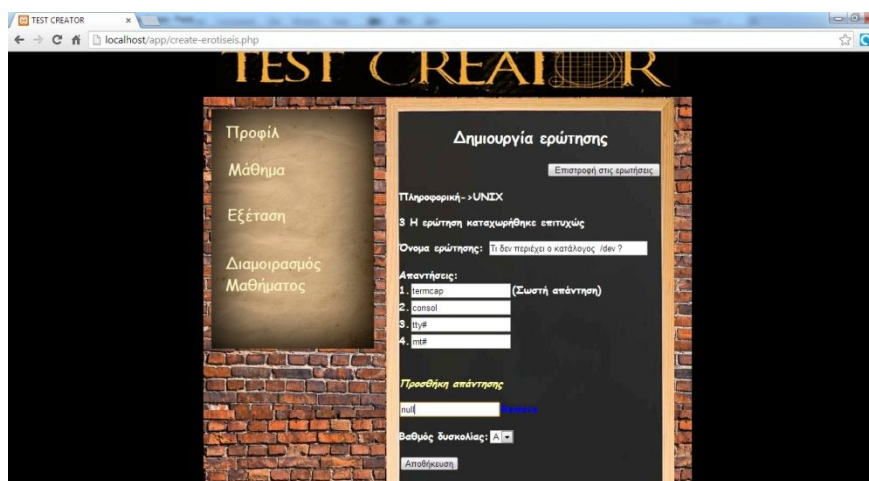 TEST CREATOR
localhost/app/create-erotiseis.php
TEST CREATOR
Προφίλ
Μάθημα
Εξέταση
Διαμοιρασμός
Μαθήματος
Δημιουργία ερώτησης
Επιστροφή στις ερωτήσεις
Πληροφορική->UNIX
3 Η ερώτηση καταχωρήθηκε επιτυχώς
Όνομα ερώτησης: Τι δεν περιέχει ο κατάλογος /dev ?
Απαντήσεις:
1. termcap (Σωστή απάντηση)
2. consol
3. tty#
4. mt#
Προσθήκη απάντησης
null
Βαθμός δυσκολίας: A
Αποθήκευση